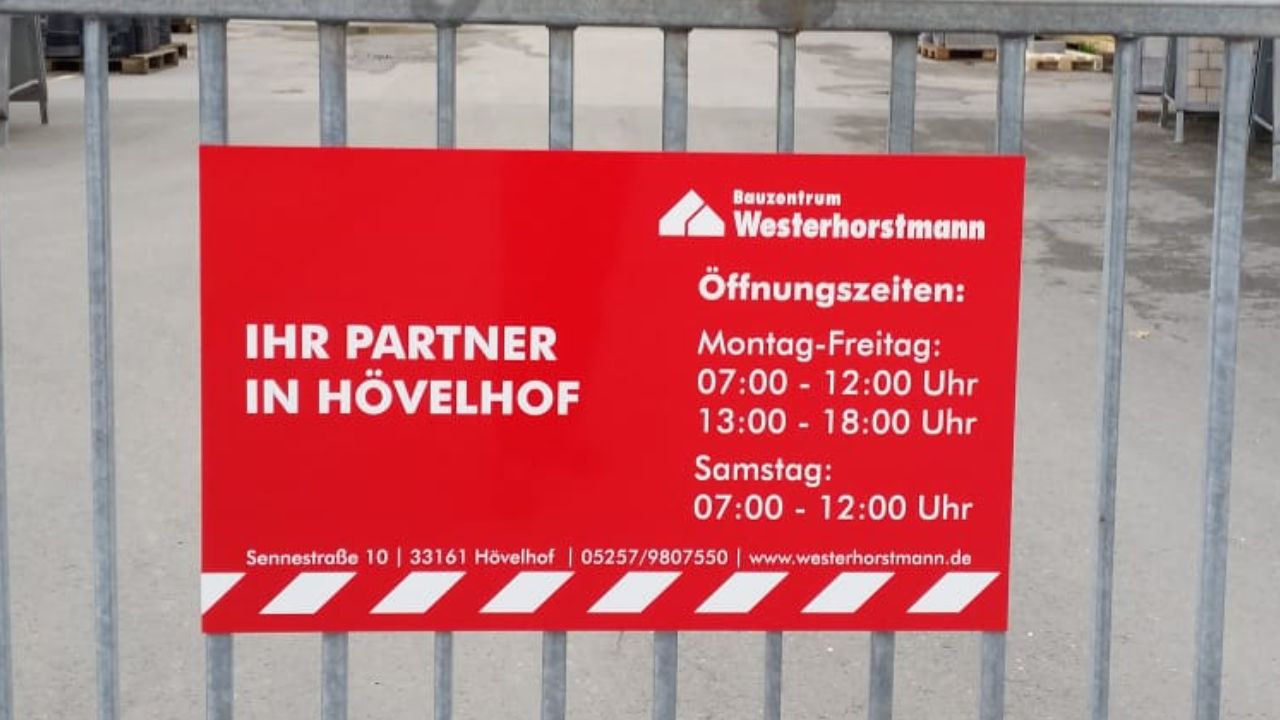 Bauzentrum
Westerhorstmann
Öffnungszeiten:
IHR PARTNER
IN HÖVELHOF
Montag-Freitag:
07:00 - 12:00 Uhr
13:00 - 18:00 Uhr
Samstag:
07:00 - 12:00 Uhr
Sennestraße 10 | 33161 Hövelhof | 05257/9807550 | www.westerhorstmann.de